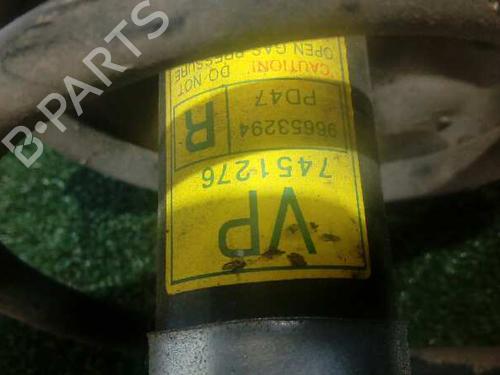 VP
7451276
R
96653294
PD47
CAUTION!
DO NOT
OPEN GAS PRESSURE
B-PARTS